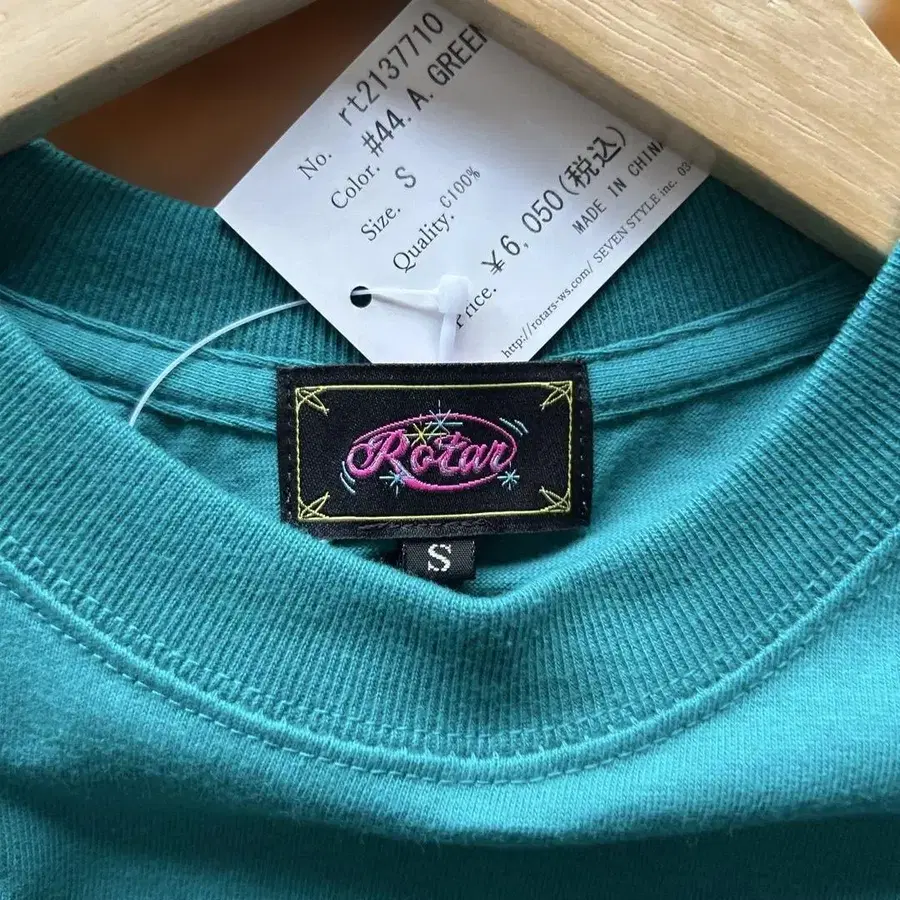 No. rt2137710
Color. #44. A. GREEN
Size. S
Quality. C100%
Price. ¥6,050(税込)
MADE IN CHINA
http://rotars-ws.com/ SEVEN STYLE inc. 03
Rotar
S